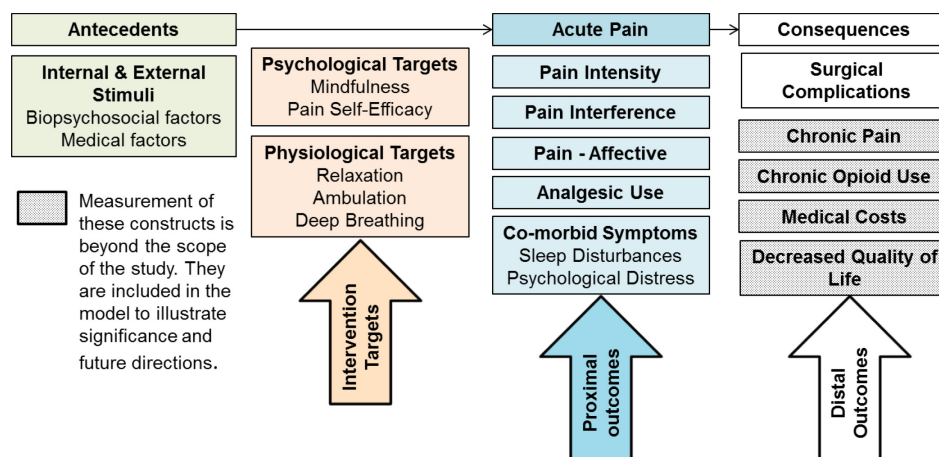 Antecedents
Acute Pain
Consequences
Internal & External
Stimuli
Biopsychosocial factors
Medical factors
Psychological Targets
Mindfulness
Pain Self-Efficacy
Physiological Targets
Relaxation
Ambulation
Deep Breathing
Pain Intensity
Pain Interference
Pain - Affective
Analgesic Use
Co-morbid Symptoms
Sleep Disturbances
Psychological Distress
Surgical
Complications
Chronic Pain
Chronic Opioid Use
Medical Costs
Decreased Quality of
Life
Measurement of
these constructs is
beyond the scope
of the study. They
are included in the
model to illustrate
significance and
future directions.
Intervention
Targets
Proximal
outcomes
Distal
Outcomes